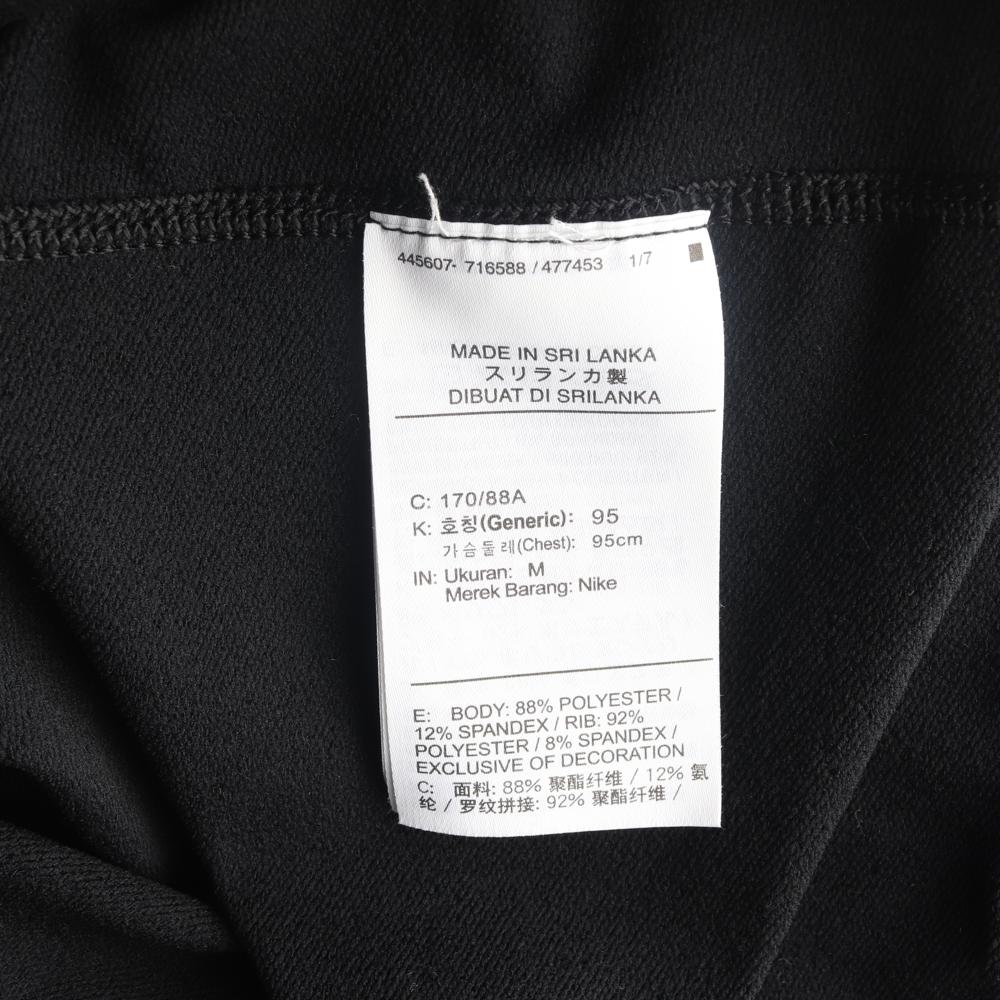 445607- 716588 / 477453 1/7
MADE IN SRI LANKA
スリランカ製
DIBUAT DI SRILANKA
C: 170/88A
K: 호칭(Generic): 95
가슴둘레(Chest): 95cm
IN: Ukuran: M
Merek Barang: Nike
E: BODY: 88% POLYESTER /
12% SPANDEX / RIB: 92%
POLYESTER / 8% SPANDEX /
EXCLUSIVE OF DECORATION
C: 面料: 88% 聚酯纤维 / 12% 氨
纶 / 罗纹拼接: 92% 聚酯纤维 /